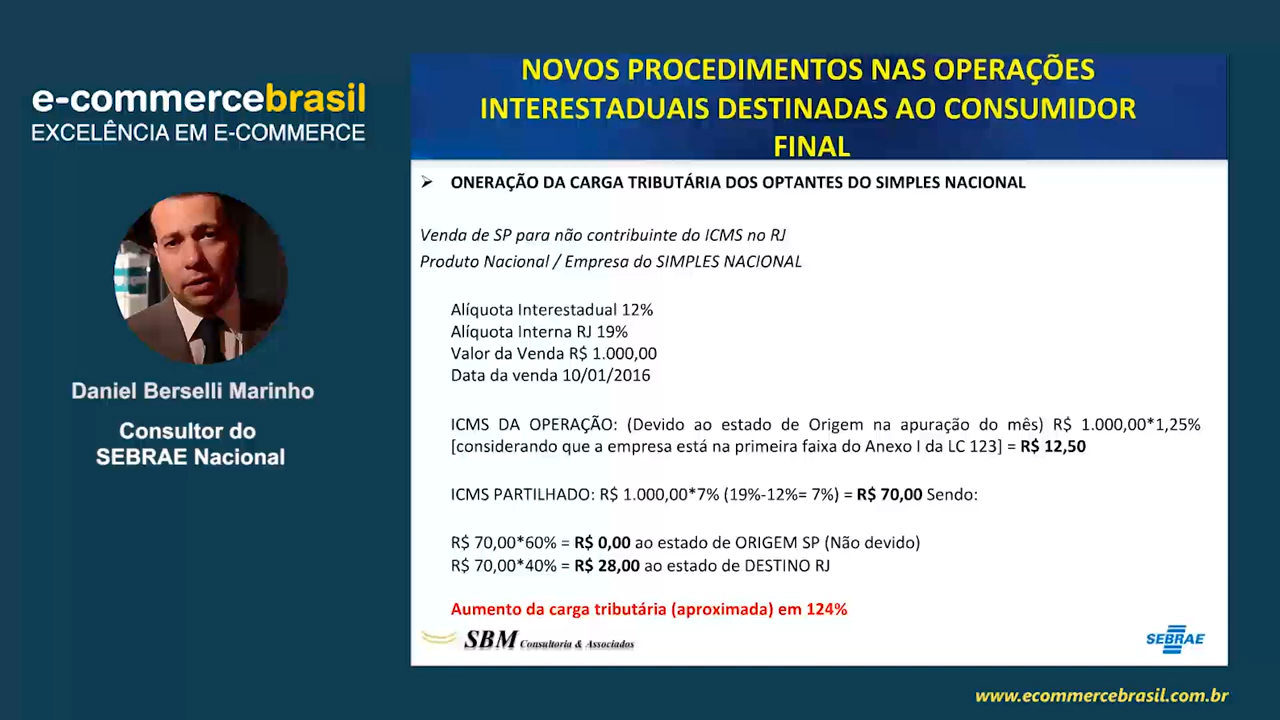 e-commercebrasil
EXCELÊNCIA EM E-COMMERCE
Daniel Berselli Marinho
Consultor do
SEBRAE Nacional
NOVOS PROCEDIMENTOS NAS OPERAÇÕES
INTERESTADUAIS DESTINADAS AO CONSUMIDOR
FINAL
➢ ONERAÇÃO DA CARGA TRIBUTÁRIA DOS OPTANTES DO SIMPLES NACIONAL
Venda de SP para não contribuinte do ICMS no RJ
Produto Nacional / Empresa do SIMPLES NACIONAL
Alíquota Interestadual 12%
Alíquota Interna RJ 19%
Valor da Venda R$ 1.000,00
Data da venda 10/01/2016
ICMS DA OPERAÇÃO: (Devido ao estado de Origem na apuração do mês) R$ 1.000,00*1,25%
[considerando que a empresa está na primeira faixa do Anexo I da LC 123] = R$ 12,50
ICMS PARTILHADO: R$ 1.000,00*7% (19%-12%= 7%) = R$ 70,00 Sendo:
R$ 70,00*60% = R$ 0,00 ao estado de ORIGEM SP (Não devido)
R$ 70,00*40% = R$ 28,00 ao estado de DESTINO RJ
Aumento da carga tributária (aproximada) em 124%
SBM Consultoria & Associados
SEBRAE
www.ecommercebrasil.com.br